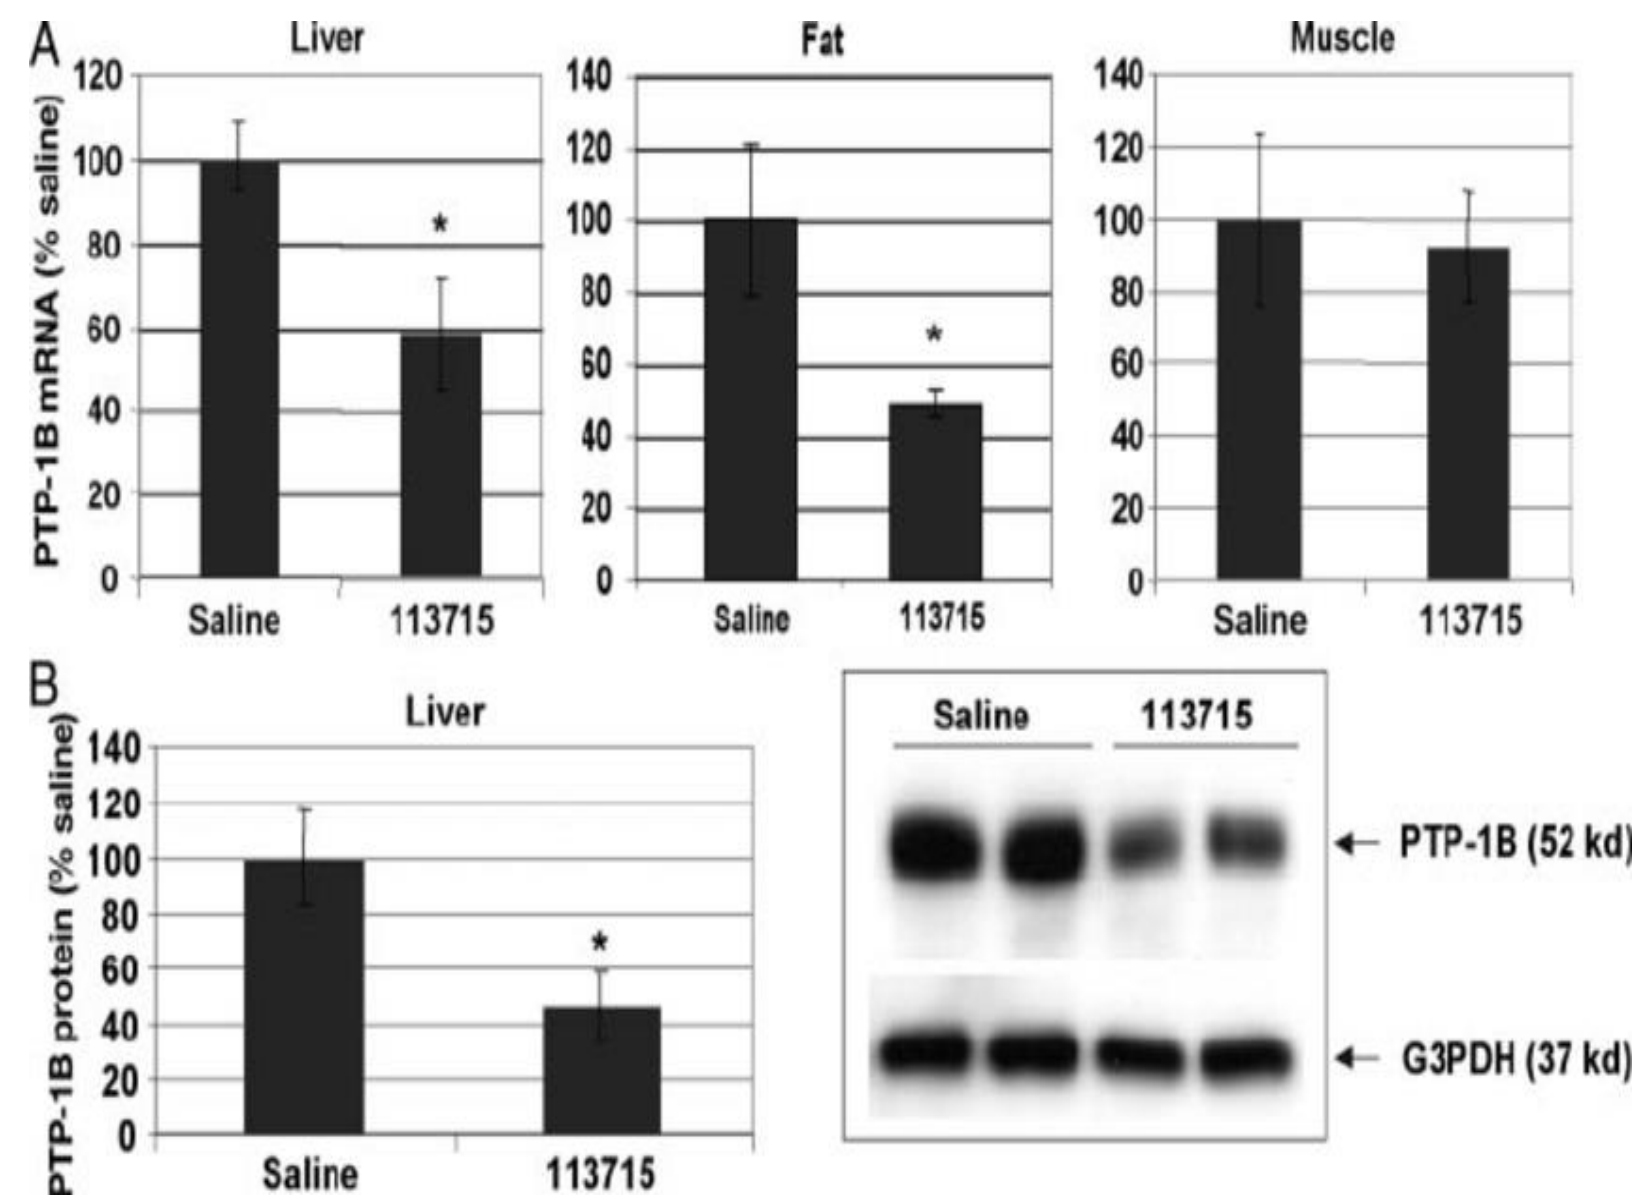 A
Liver
Fat
Muscle
PTP-1B mRNA (% saline)
120
100
80
60
40
20
0
140
120
100
80
60
40
20
0
140
120
100
80
60
40
20
0
*
*
Saline 113715
Saline 113715
Saline 113715
B
Liver
PTP-1B protein (% saline)
140
120
100
80
60
40
20
0
*
Saline 113715
Saline 113715
← PTP-1B (52 kd)
← G3PDH (37 kd)